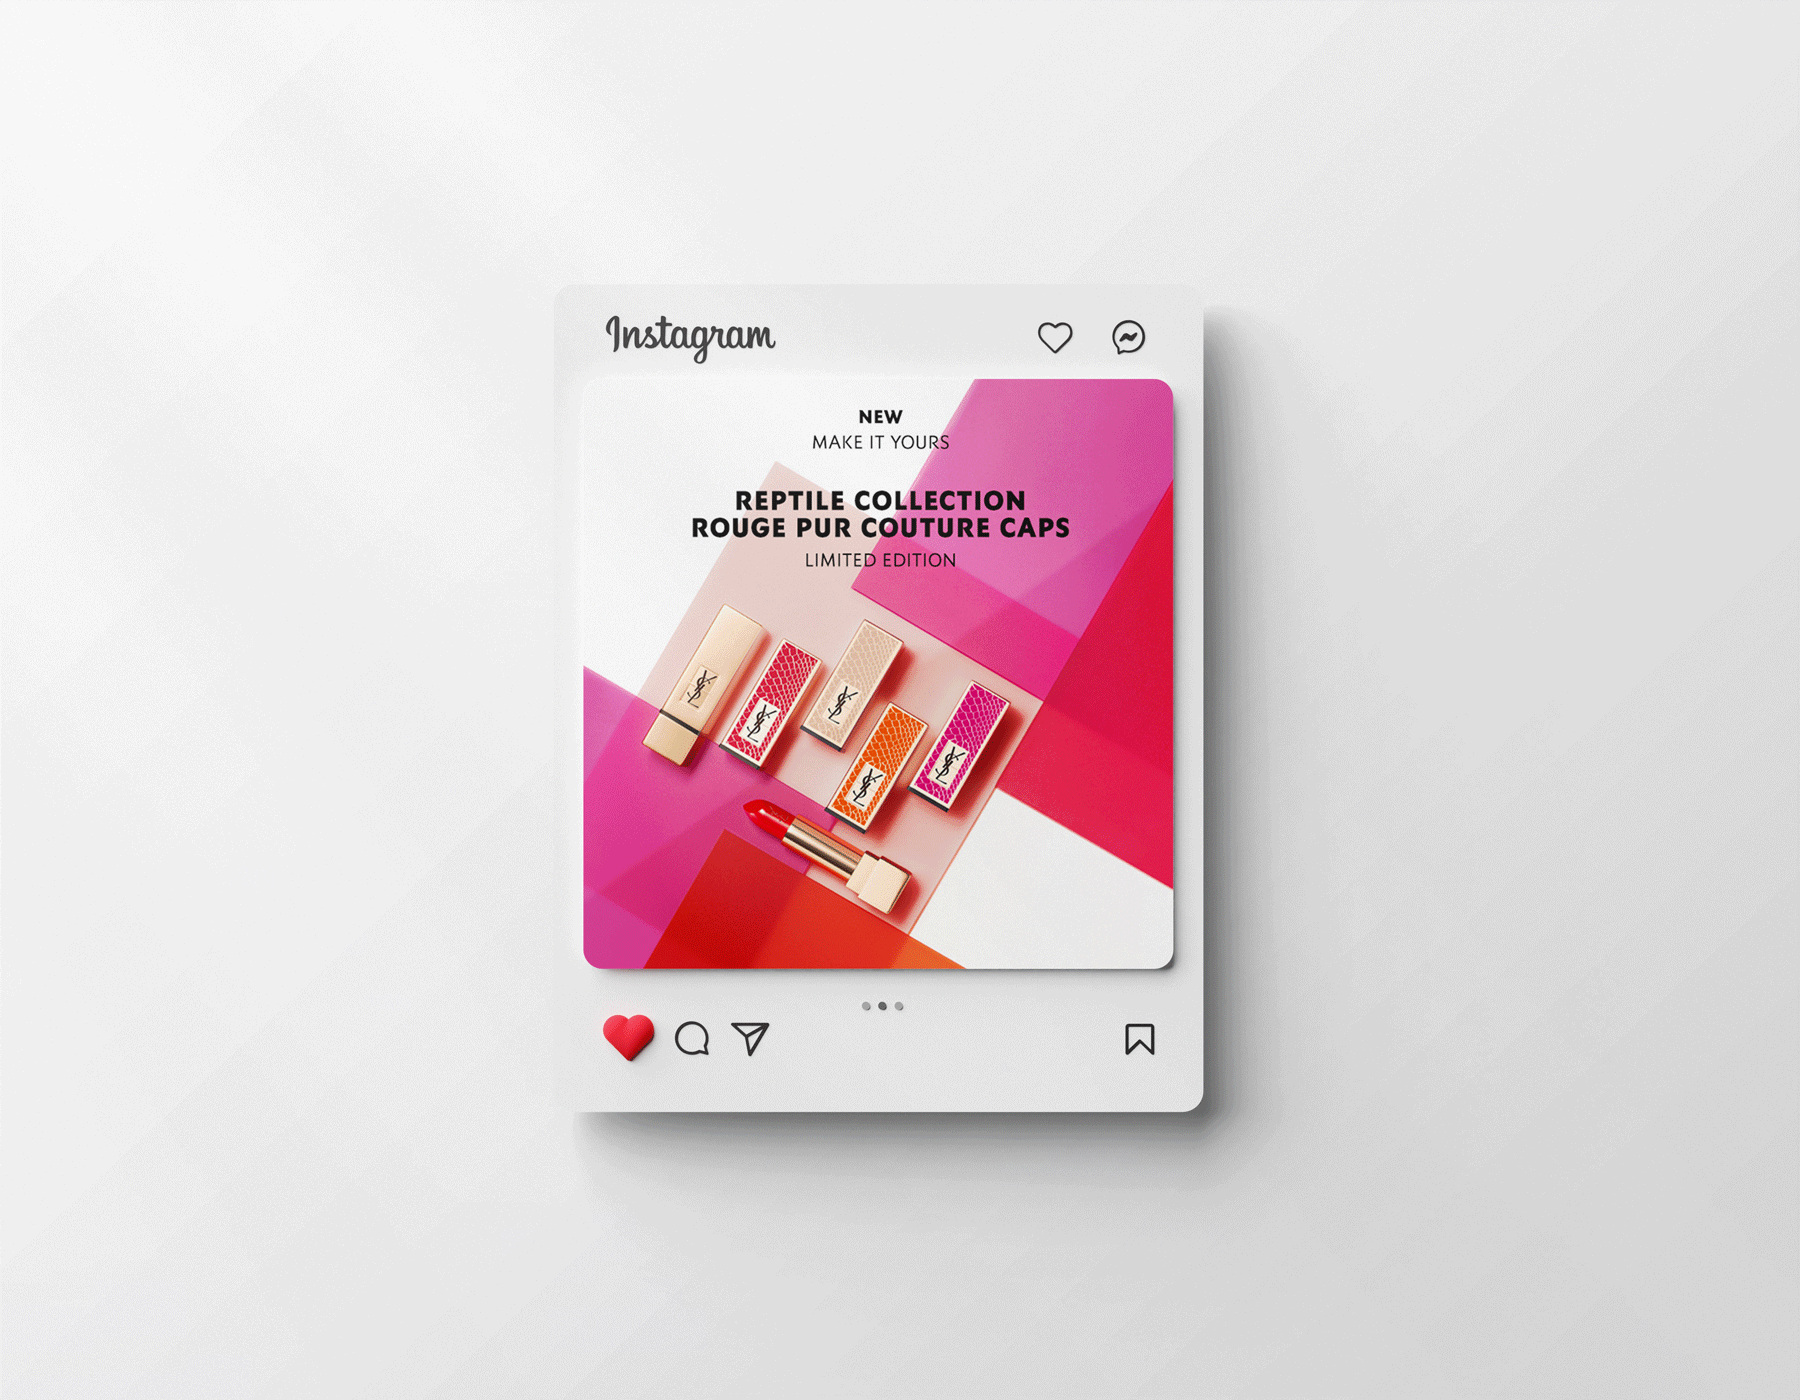 Instagram
NEW
MAKE IT YOURS
REPTILE COLLECTION
ROUGE PUR COUTURE CAPS
LIMITED EDITION
YSL
YSL
YSL
YSL
YSL